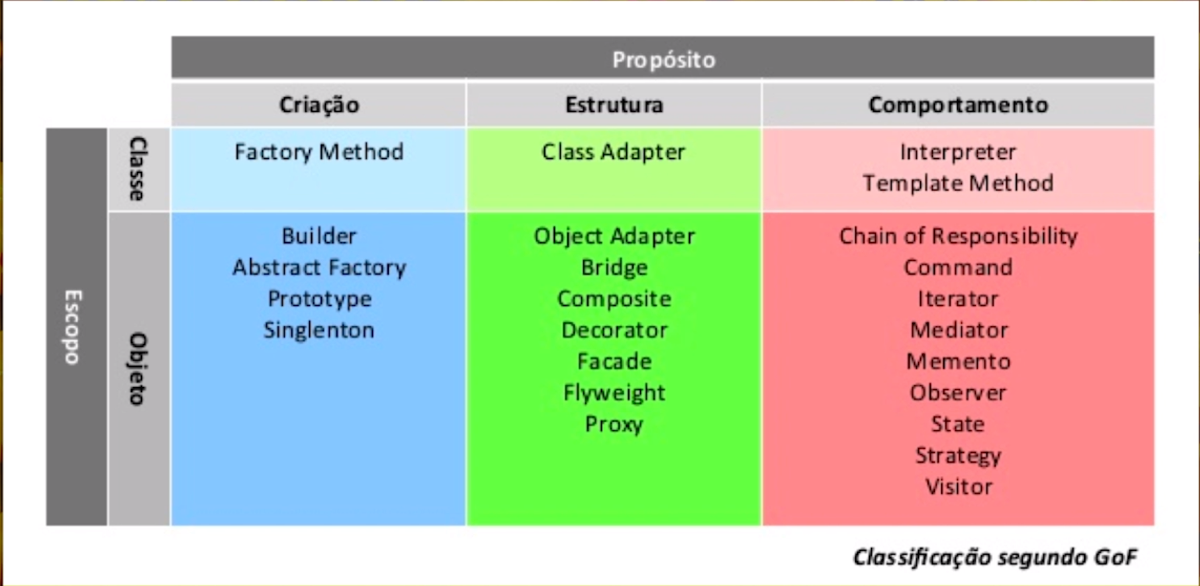 Propósito
Criação
Estrutura
Comportamento
Escopo
Classe
Factory Method
Class Adapter
Interpreter
Template Method
Objeto
Builder
Abstract Factory
Prototype
Singlenton
Object Adapter
Bridge
Composite
Decorator
Facade
Flyweight
Proxy
Chain of Responsibility
Command
Iterator
Mediator
Memento
Observer
State
Strategy
Visitor
Classificação segundo GoF